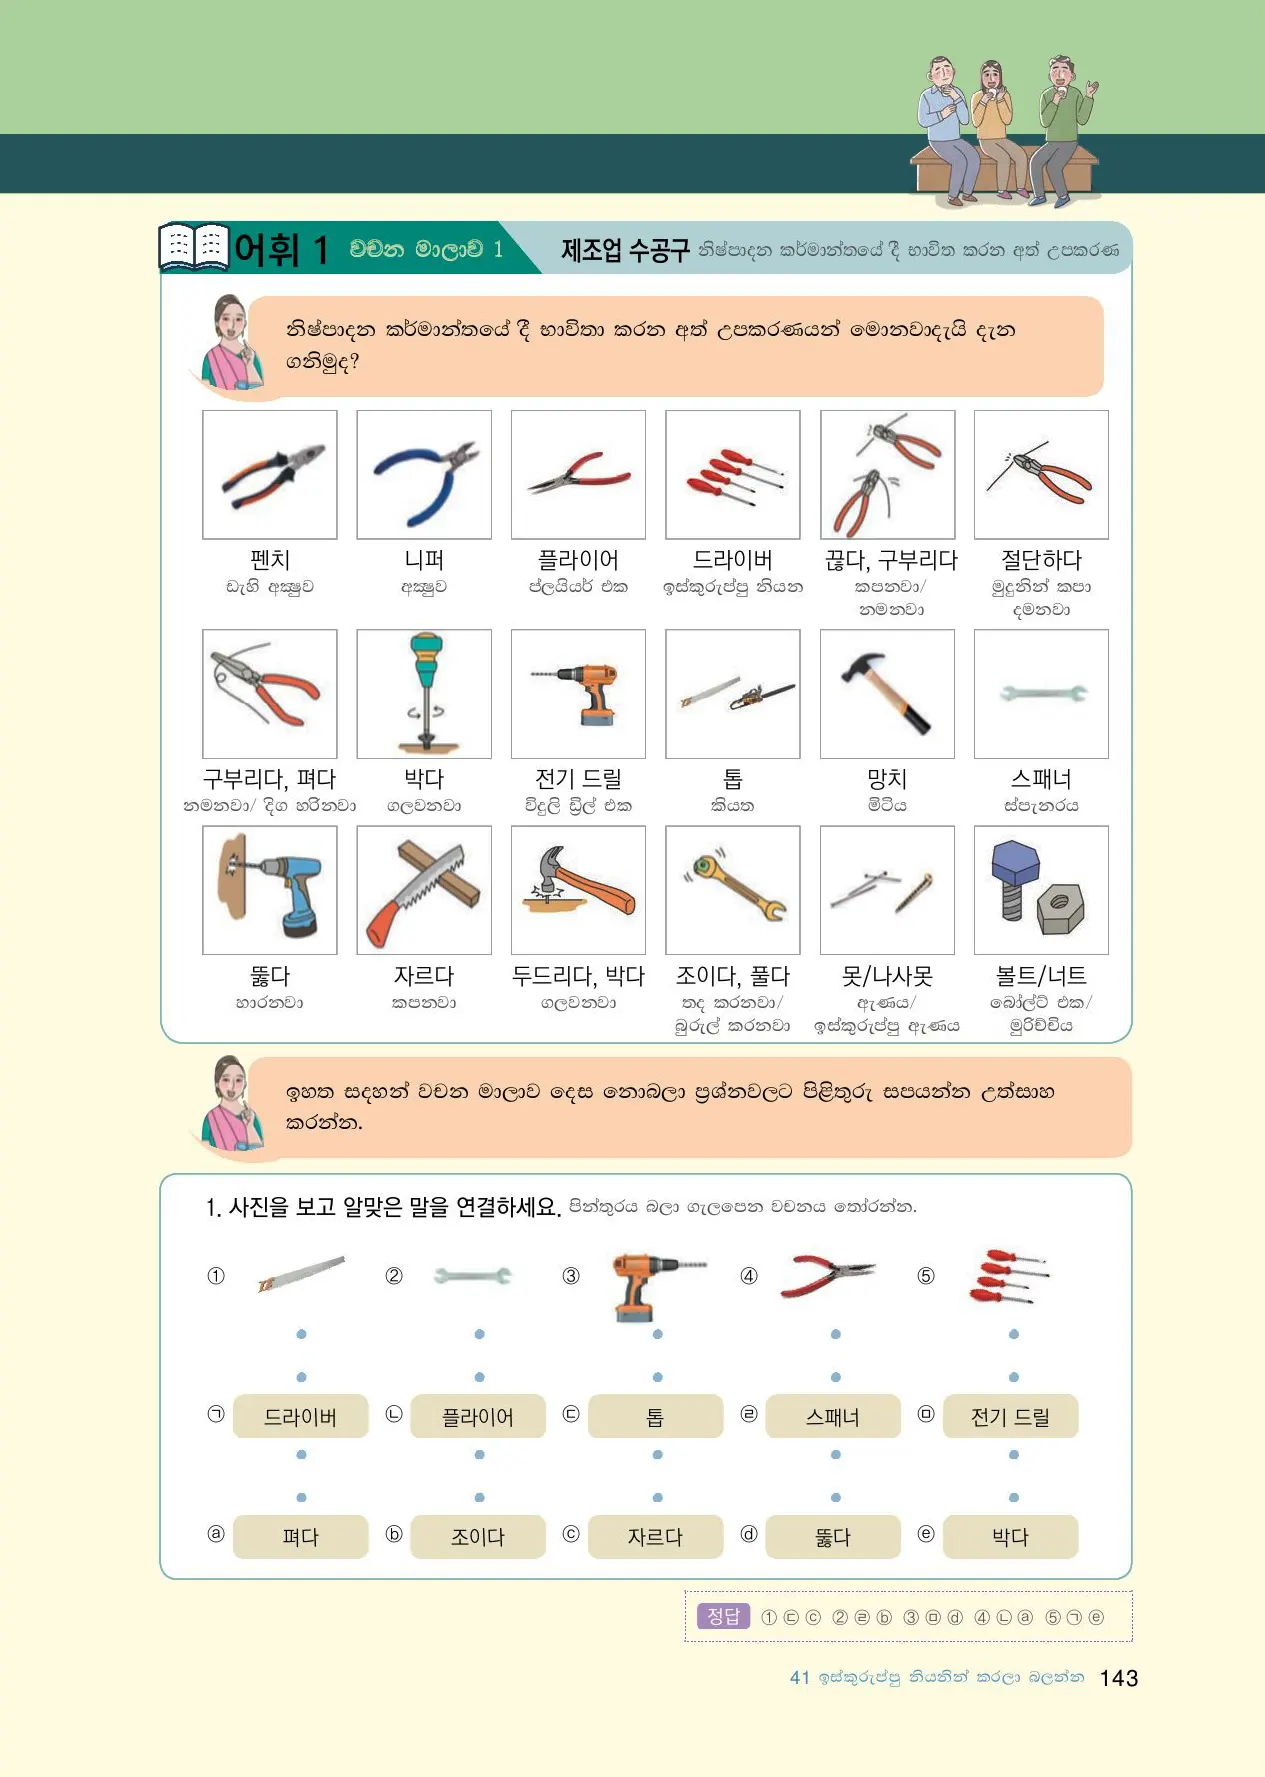 어휘 1 වචන මාලාව 1 제조업 수공구 නිෂ්පාදන කර්මාන්තයේ දී භාවිත කරන අත් උපකරණ
නිෂ්පාදන කර්මාන්තයේ දී භාවිතා කරන අත් උපකරණයන් මොනවාදැයි දැන
ගනිමුද?
펜치 니퍼 플라이어 드라이버 끊다, 구부리다 절단하다
ඩැහි අක්‍ෂුව අක්‍ෂුව ප්ලයියර් එක ඉස්කුරුප්පු නියන කපනවා/ මුදුනින් කපා
නමනවා දමනවා
구부리다, 펴다 박다 전기 드릴 톱 망치 스패너
නමනවා/ දිග හරිනවා ගලවනවා විදුලි ඩ්‍රිල් එක කියත මිටිය ස්පැනරය
뚫다 자르다 두드리다, 박다 조이다, 풀다 못/나사못 볼트/너트
හාරනවා කපනවා ගලවනවා තද කරනවා/ ඇණය/ බෝල්ට් එක/
බුරුල් කරනවා ඉස්කුරුප්පු ඇණය මුරිච්චිය
ඉහත සදහන් වචන මාලාව දෙස නොබලා ප්‍රශ්නවලට පිළිතුරු සපයන්න උත්සාහ
කරන්න.
1. 사진을 보고 알맞은 말을 연결하세요. පින්තුරය බලා ගැලපෙන වචනය තෝරන්න.
① ② ③ ④ ⑤
㉠ 드라이버 ㉡ 플라이어 ㉢ 톱 ㉣ 스패너 ㉤ 전기 드릴
ⓐ 펴다 ⓑ 조이다 ⓒ 자르다 ⓓ 뚫다 ⓔ 박다
정답 ① ㉢ ⓒ ② ㉣ ⓑ ③ ㉤ ⓓ ④ ㉡ ⓐ ⑤ ㉠ ⓔ
41 ඉස්කුරුප්පු නියනින් කරලා බලන්න 143